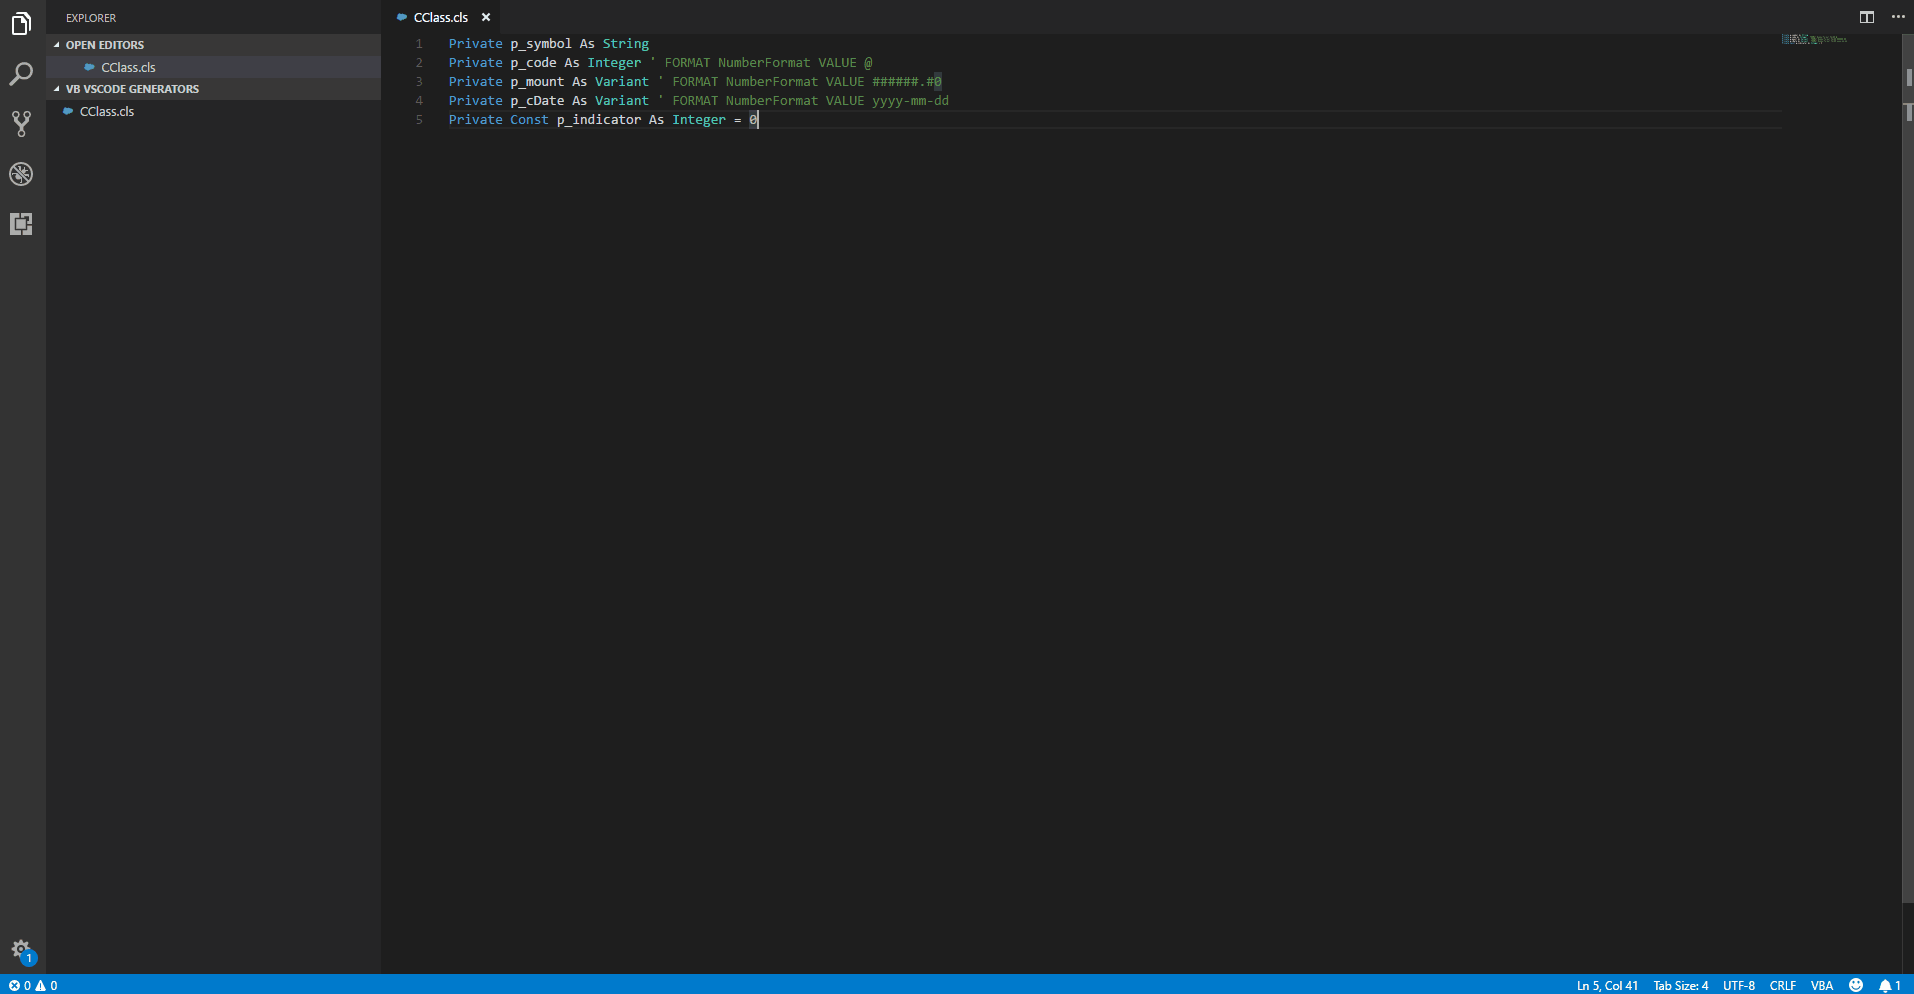 EXPLORER
OPEN EDITORS
CClass.cls
VB VSCODE GENERATORS
CClass.cls
CClass.cls
1 Private p_symbol As String
2 Private p_code As Integer ' FORMAT NumberFormat VALUE @
3 Private p_mount As Variant ' FORMAT NumberFormat VALUE ######.#0
4 Private p_cDate As Variant ' FORMAT NumberFormat VALUE yyyy-mm-dd
5 Private Const p_indicator As Integer = 0
1
0 0 Ln 5, Col 41 Tab Size: 4 UTF-8 CRLF VBA 1